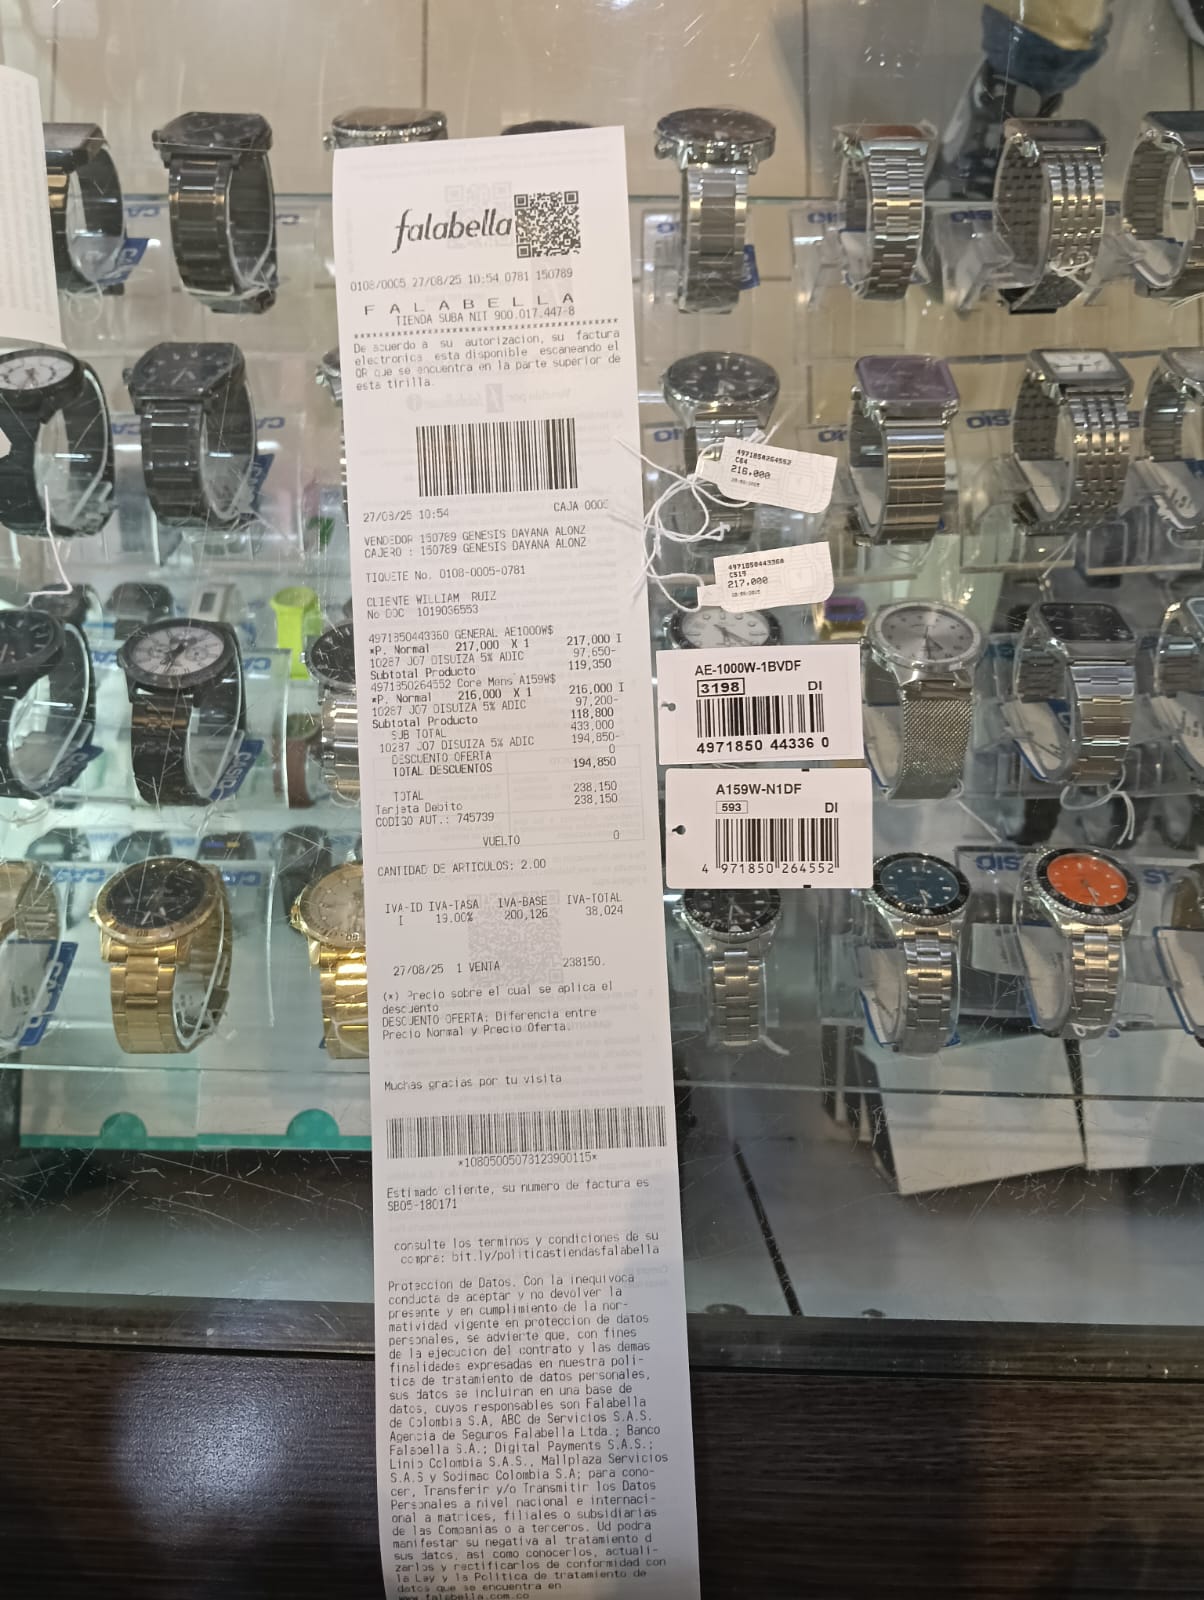 falabella
0108/0005 27/08/25 10:54 0781 150789
F A L A B E L L A
TIENDA SUBA NIT 900.017.447-8
****************************************
De acuerdo a su autorizacion, su factura
electronica esta disponible escaneando el
QR que se encuentra en la parte superior de
esta tirilla.
27/08/25 10:54 CAJA 0005
VENDEDOR 150789 GENESIS DAYANA ALONZ
CAJERO : 150789 GENESIS DAYANA ALONZ
TIQUETE No. 0108-0005-0781
CLIENTE WILLIAM RUIZ
No DOC 1019036553
4971850443360 GENERAL AE1000W$
*P. Normal 217,000 X 1 217,000 I
10287 J07 DISUIZA 5% ADIC 97,650-
Subtotal Producto 119,350
4971850264552 Core Mens A159W$
*P. Normal 216,000 X 1 216,000 I
10287 J07 DISUIZA 5% ADIC 97,200-
Subtotal Producto 118,800
SUB TOTAL 433,000
10287 J07 DISUIZA 5% ADIC 194,850-
DESCUENTO OFERTA 0
TOTAL DESCUENTOS 194,850
TOTAL 238,150
Tarjeta Debito 238,150
CODIGO AUT.: 745739
VUELTO 0
CANTIDAD DE ARTICULOS: 2.00
IVA-ID IVA-TASA IVA-BASE IVA-TOTAL
I 19.00% 200,126 38,024
27/08/25 1 VENTA 238150.
(*) Precio sobre el cual se aplica el
descuento
DESCUENTO OFERTA: Diferencia entre
Precio Normal y Precio Oferta.
Muchas gracias por tu visita
*10805005073123900115*
Estimado cliente, su numero de factura es
SB05-180171
consulte los terminos y condiciones de su
compra: bit.ly/politicastiendasfalabella
Proteccion de Datos. Con la inequivoca
conducta de aceptar y no devolver la
presente y en cumplimiento de la nor-
matividad vigente en proteccion de datos
personales, se advierte que, con fines
de la ejecucion del contrato y las demas
finalidades expresadas en nuestra poli-
tica de tratamiento de datos personales,
sus datos se incluiran en una base de
datos, cuyos responsables son Falabella
de Colombia S.A, ABC de Servicios S.A.S.
Agencia de Seguros Falabella Ltda.; Banco
Falabella S.A.; Digital Payments S.A.S.;
Linio Colombia S.A.S., Mallplaza Servicios
S.A.S y Sodimac Colombia S.A; para cono-
cer, Transferir y/o Transmitir los Datos
Personales a nivel nacional e internaci-
onal a matrices, filiales o subsidiarias
de las Companias o a terceros. Ud podra
manifestar su negativa al tratamiento d
sus datos, asi como conocerlos, actuali-
zarlos y rectificarlos de conformidad con
la Ley y la Politica de tratamiento de
datos que se encuentra en
www.falabella.com.co
4971850264552
C64
216,000
4971850443360
C515
217,000
AE-1000W-1BVDF
3198 DI
4971850 44336 0
A159W-N1DF
593 DI
4 971850 264552